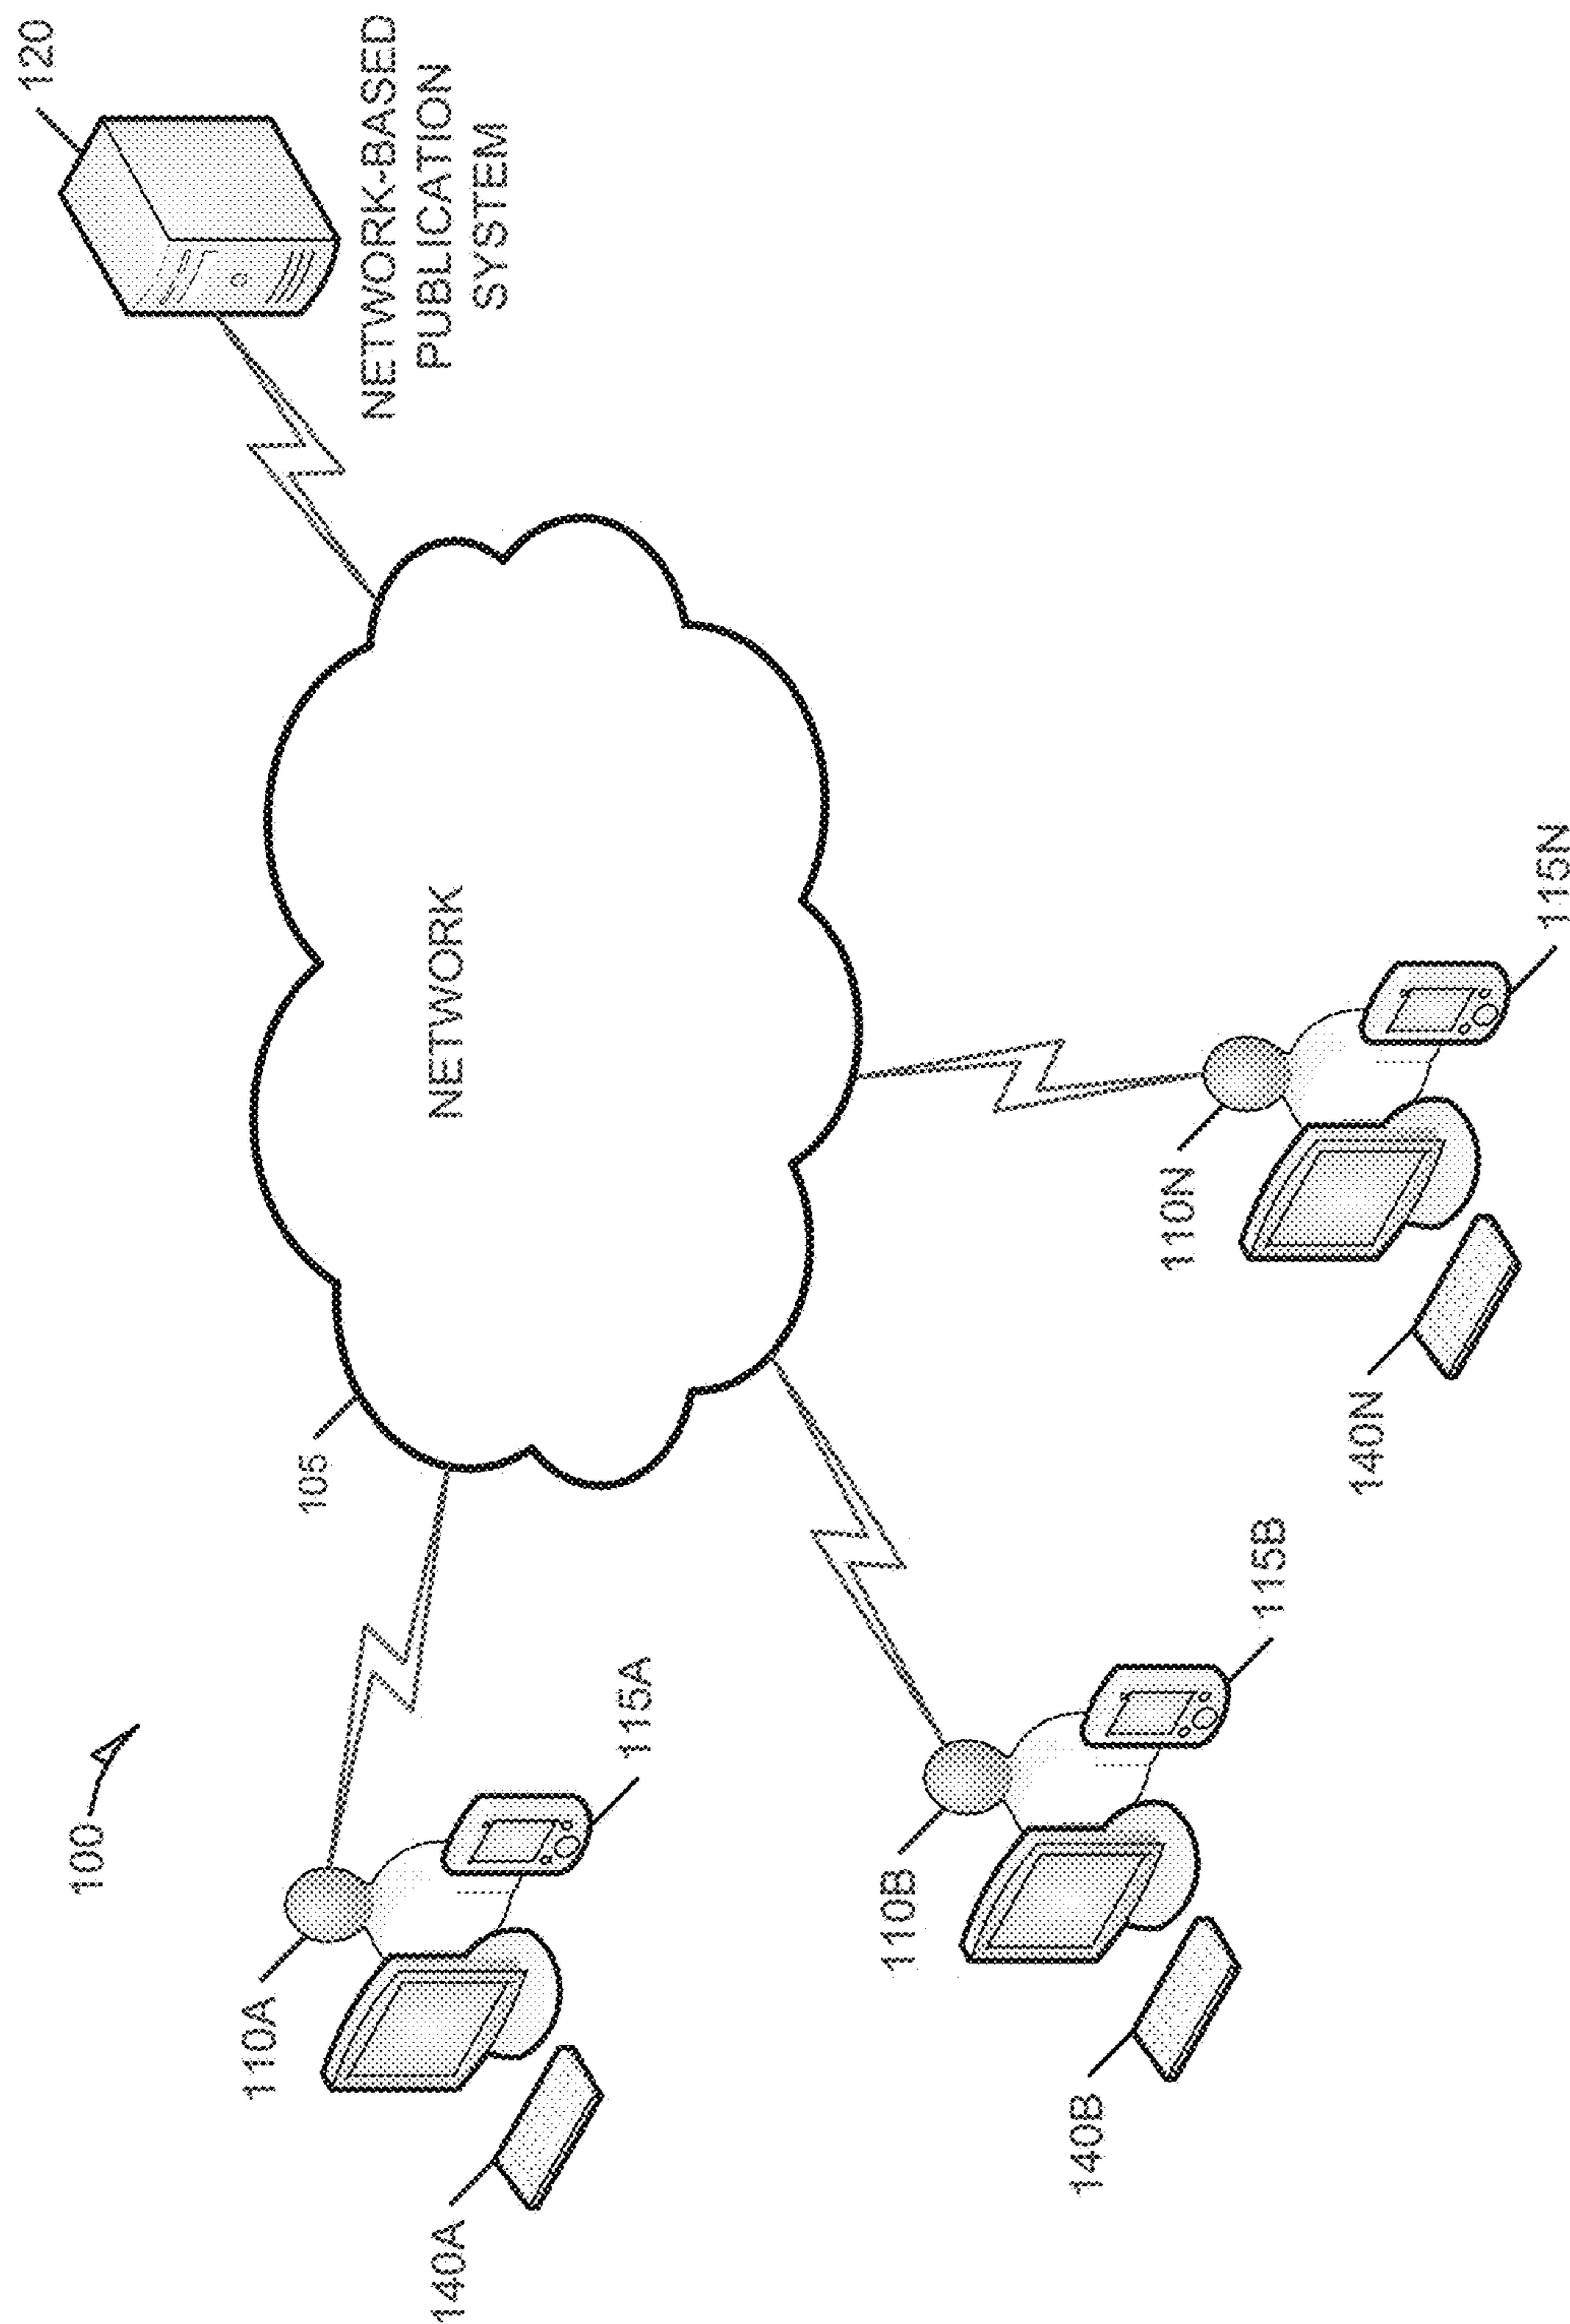 100
105
NETWORK
120
NETWORK-BASED
PUBLICATION
SYSTEM
110A
115A
140A
110B
115B
140B
110N
115N
140N